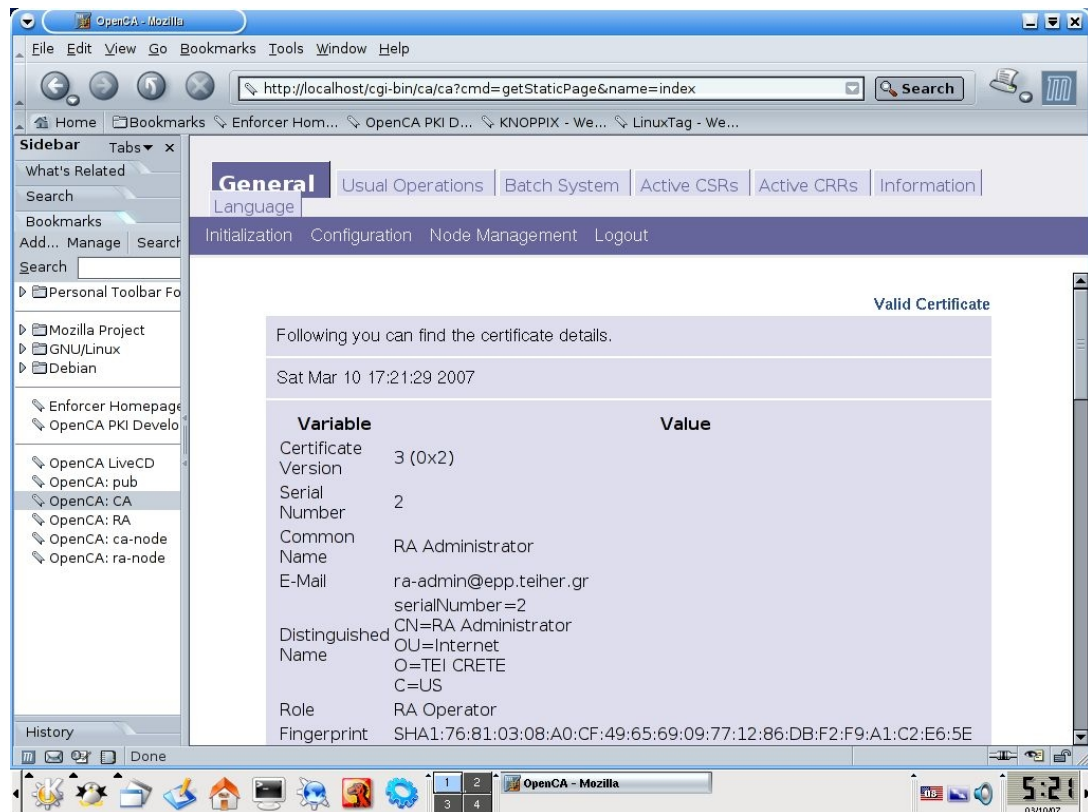 OpenCA - Mozilla
File Edit View Go Bookmarks Tools Window Help
http://localhost/cgi-bin/ca/ca?cmd=getStaticPage&name=index
Search
Home Bookmarks Enforcer Hom... OpenCA PKI D... KNOPPIX - We... LinuxTag - We...
Sidebar Tabs x
What's Related
Search
Bookmarks
Add... Manage Search
Search
Personal Toolbar Fo
Mozilla Project
GNU/Linux
Debian
Enforcer Homepage
OpenCA PKI Develo
OpenCA LiveCD
OpenCA: pub
OpenCA: CA
OpenCA: RA
OpenCA: ca-node
OpenCA: ra-node
History
General Usual Operations Batch System Active CSRs Active CRRs Information
Language
Initialization Configuration Node Management Logout
Valid Certificate
Following you can find the certificate details.
Sat Mar 10 17:21:29 2007
Variable Value
Certificate
Version 3 (0x2)
Serial
Number 2
Common
Name RA Administrator
E-Mail ra-admin@epp.teiher.gr
Distinguished
Name
serialNumber=2
CN=RA Administrator
OU=Internet
O=TEI CRETE
C=US
Role RA Operator
Fingerprint SHA1:76:81:03:08:A0:CF:49:65:69:09:77:12:86:DB:F2:F9:A1:C2:E6:5E
Done
1 2
3 4
OpenCA - Mozilla
us
5:21
03/10/07